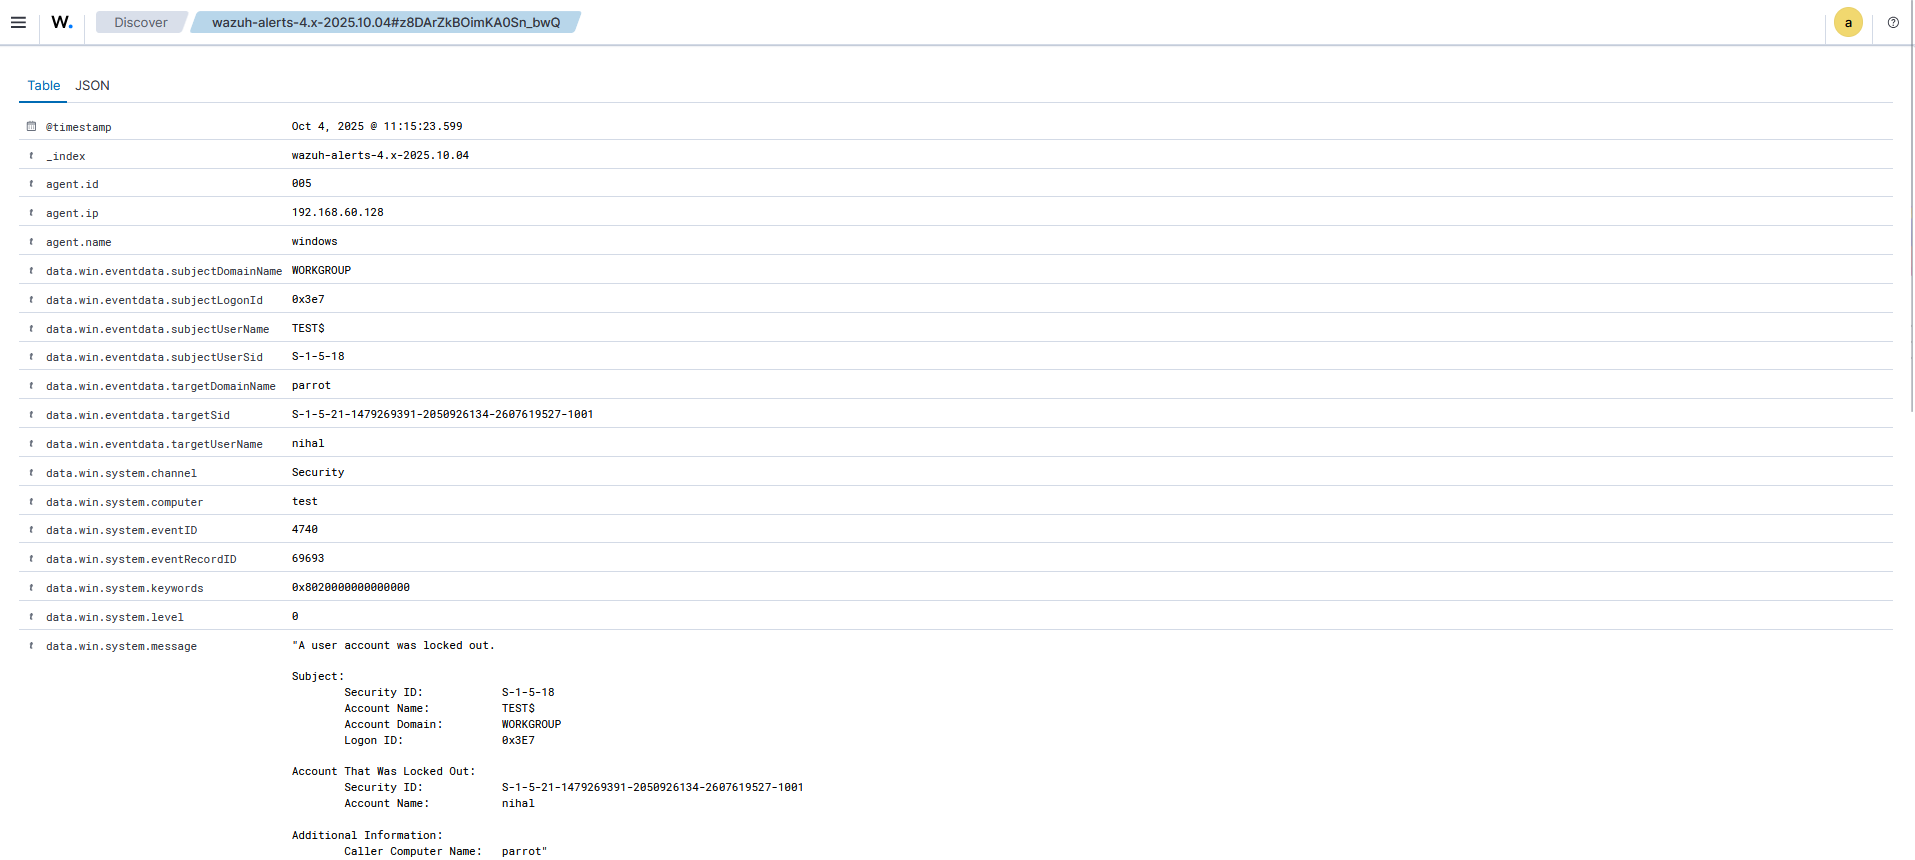 W. Discover wazuh-alerts-4.x-2025.10.04#z8DArZkBOimKA0Sn_bwQ a
Table JSON
@timestamp Oct 4, 2025 @ 11:15:23.599
t _index wazuh-alerts-4.x-2025.10.04
t agent.id 005
t agent.ip 192.168.60.128
t agent.name windows
t data.win.eventdata.subjectDomainName WORKGROUP
t data.win.eventdata.subjectLogonId 0x3e7
t data.win.eventdata.subjectUserName TEST$
t data.win.eventdata.subjectUserSid S-1-5-18
t data.win.eventdata.targetDomainName parrot
t data.win.eventdata.targetSid S-1-5-21-1479269391-2050926134-2607619527-1001
t data.win.eventdata.targetUserName nihal
t data.win.system.channel Security
t data.win.system.computer test
t data.win.system.eventID 4740
t data.win.system.eventRecordID 69693
t data.win.system.keywords 0x8020000000000000
t data.win.system.level 0
t data.win.system.message "A user account was locked out.
Subject:
Security ID: S-1-5-18
Account Name: TEST$
Account Domain: WORKGROUP
Logon ID: 0x3E7
Account That Was Locked Out:
Security ID: S-1-5-21-1479269391-2050926134-2607619527-1001
Account Name: nihal
Additional Information:
Caller Computer Name: parrot"